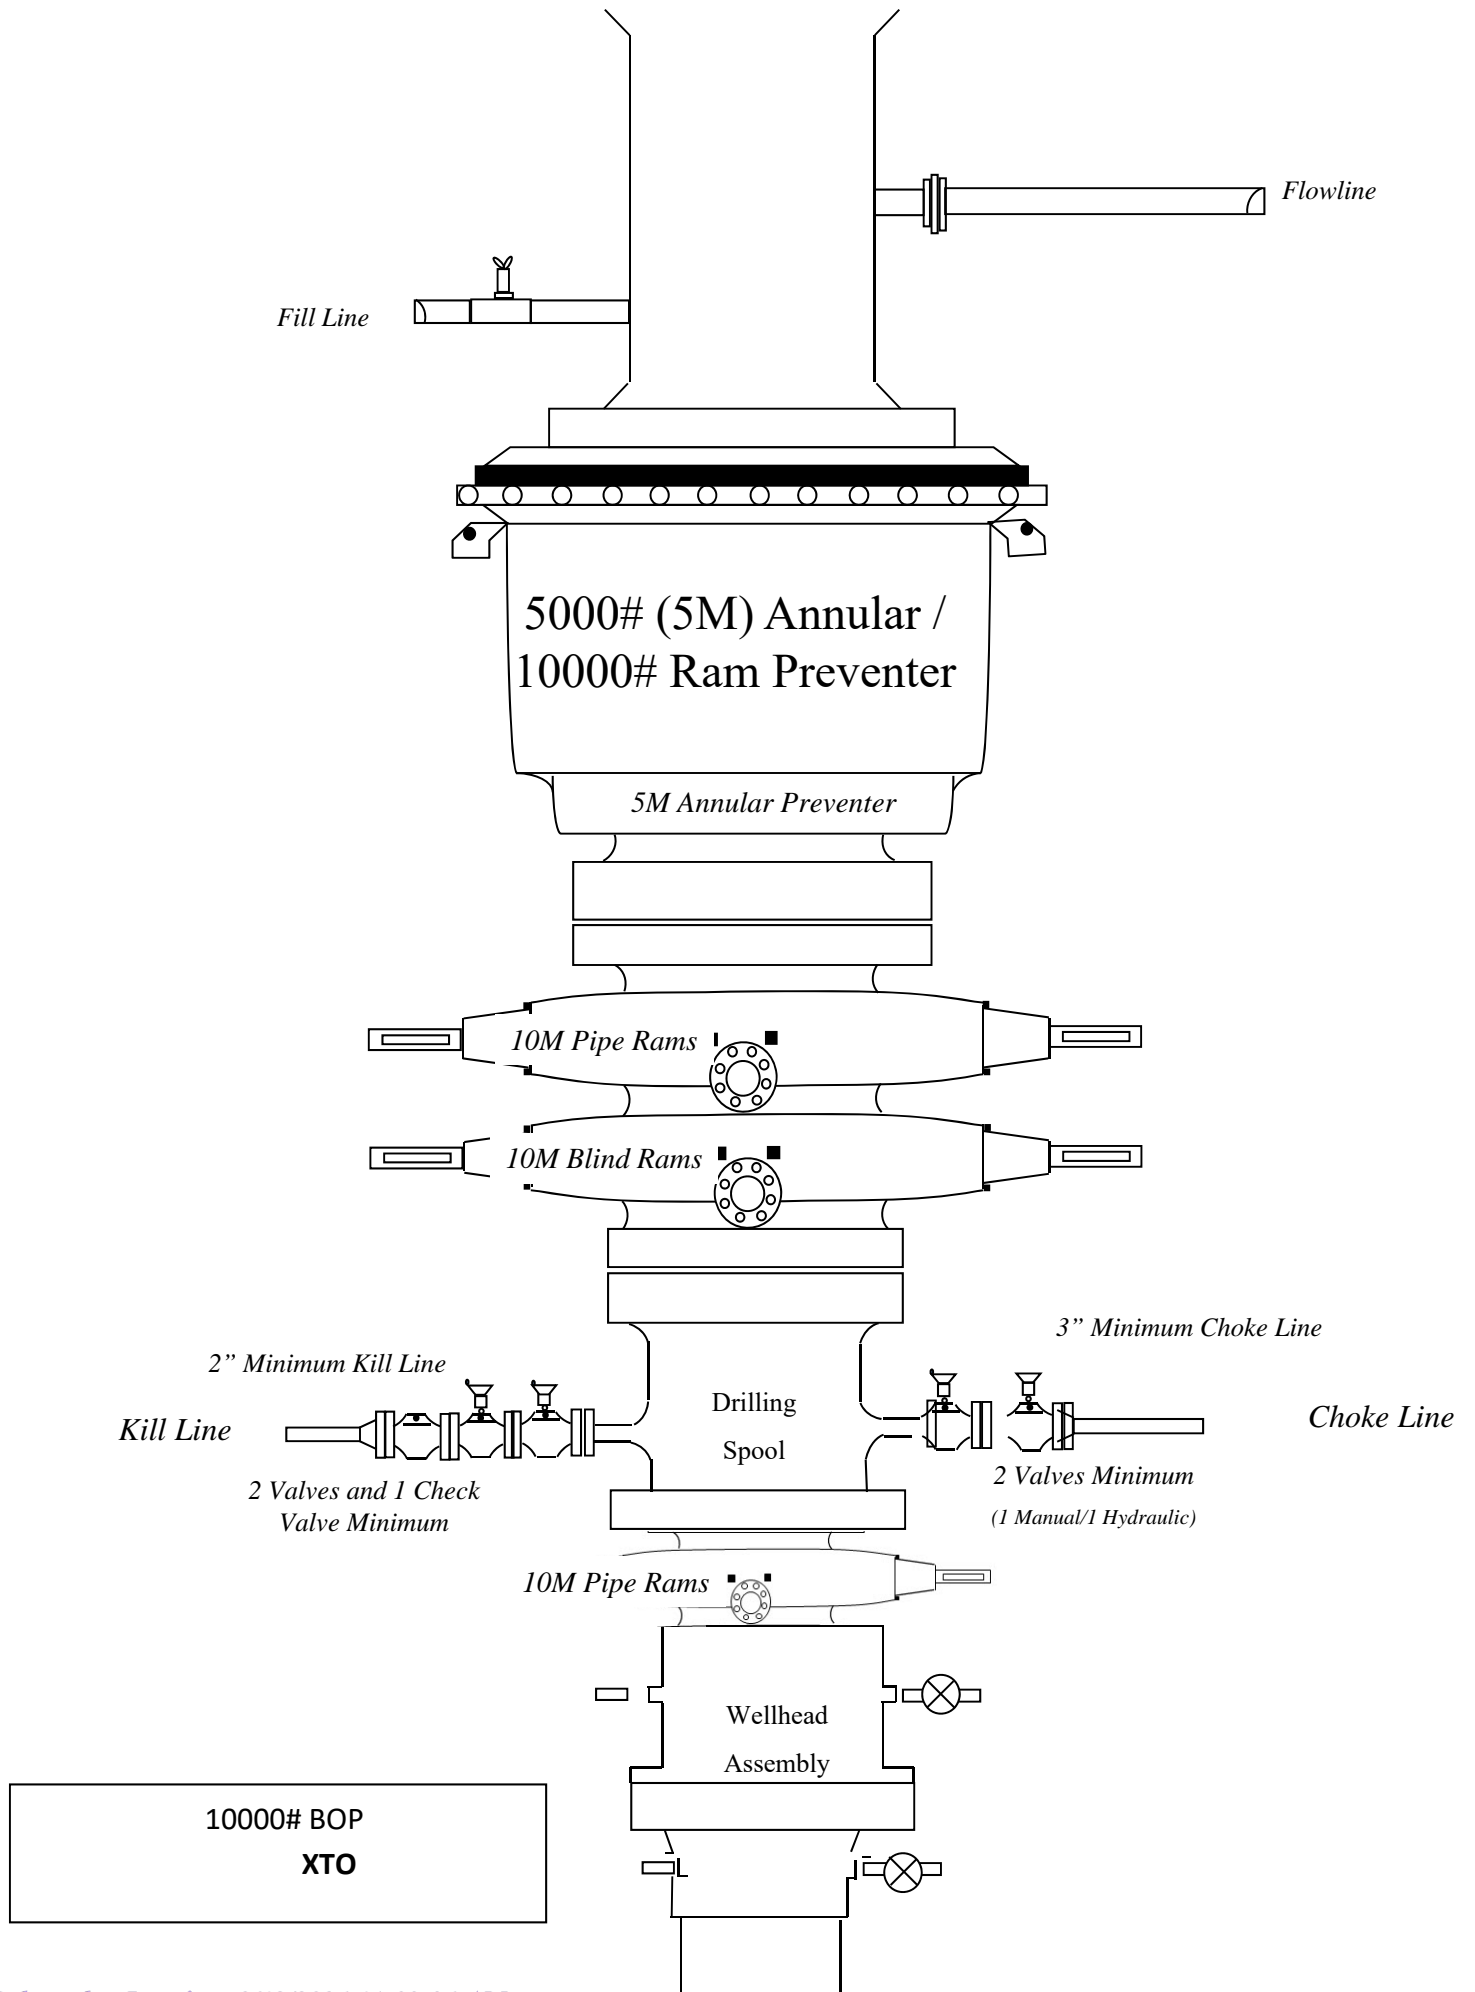 Flowline
Fill Line
5000# (5M) Annular /
10000# Ram Preventer
5M Annular Preventer
10M Pipe Rams
10M Blind Rams
3” Minimum Choke Line
2” Minimum Kill Line
Drilling
Spool
Kill Line
Choke Line
2 Valves and 1 Check
Valve Minimum
2 Valves Minimum
(1 Manual/1 Hydraulic)
10M Pipe Rams
Wellhead
Assembly
10000# BOP
XTO